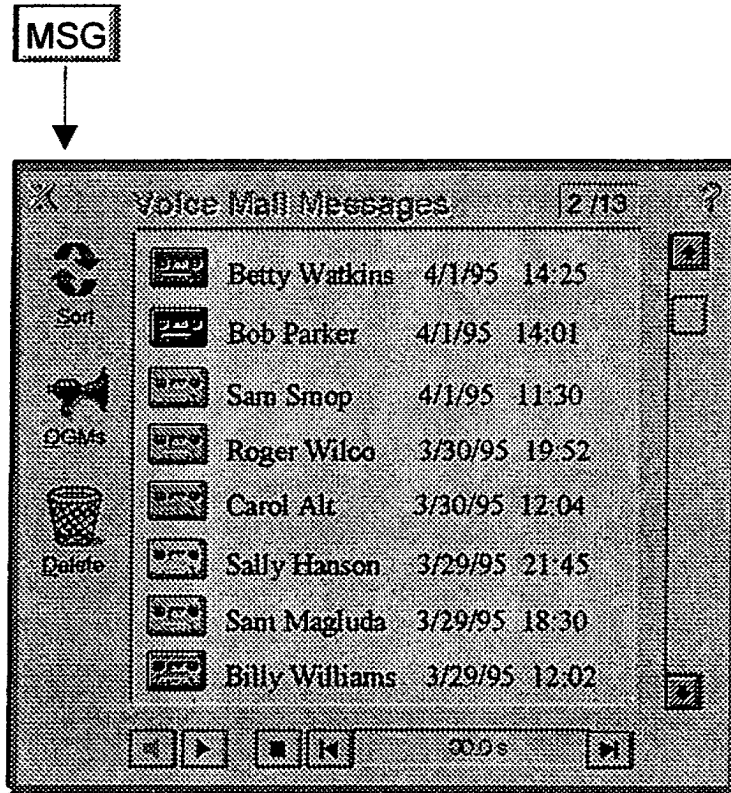 MSG
X Voice Mail Messages 2/13 ?
Sort
OGMs
Delete
Betty Watkins 4/1/95 14:25
Bob Parker 4/1/95 14:01
Sam Smop 4/1/95 11:30
Roger Wilco 3/30/95 19:52
Carol Alt 3/30/95 12:04
Sally Hanson 3/29/95 21:45
Sam Magluda 3/29/95 18:30
Billy Williams 3/29/95 12:02
00.0 s